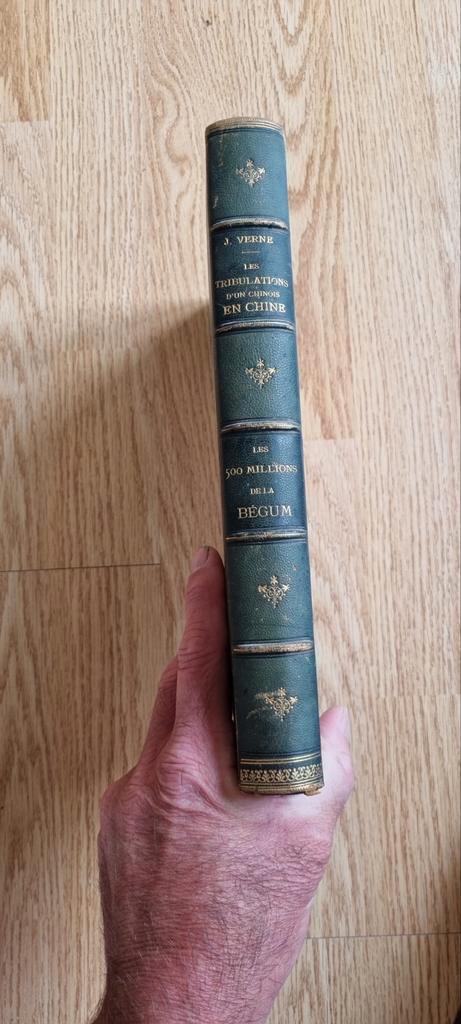 J. VERNE
LES
TRIBULATIONS
D'UN CHINOIS
EN CHINE
LES
500 MILLIONS
DE LA
BÉGUM